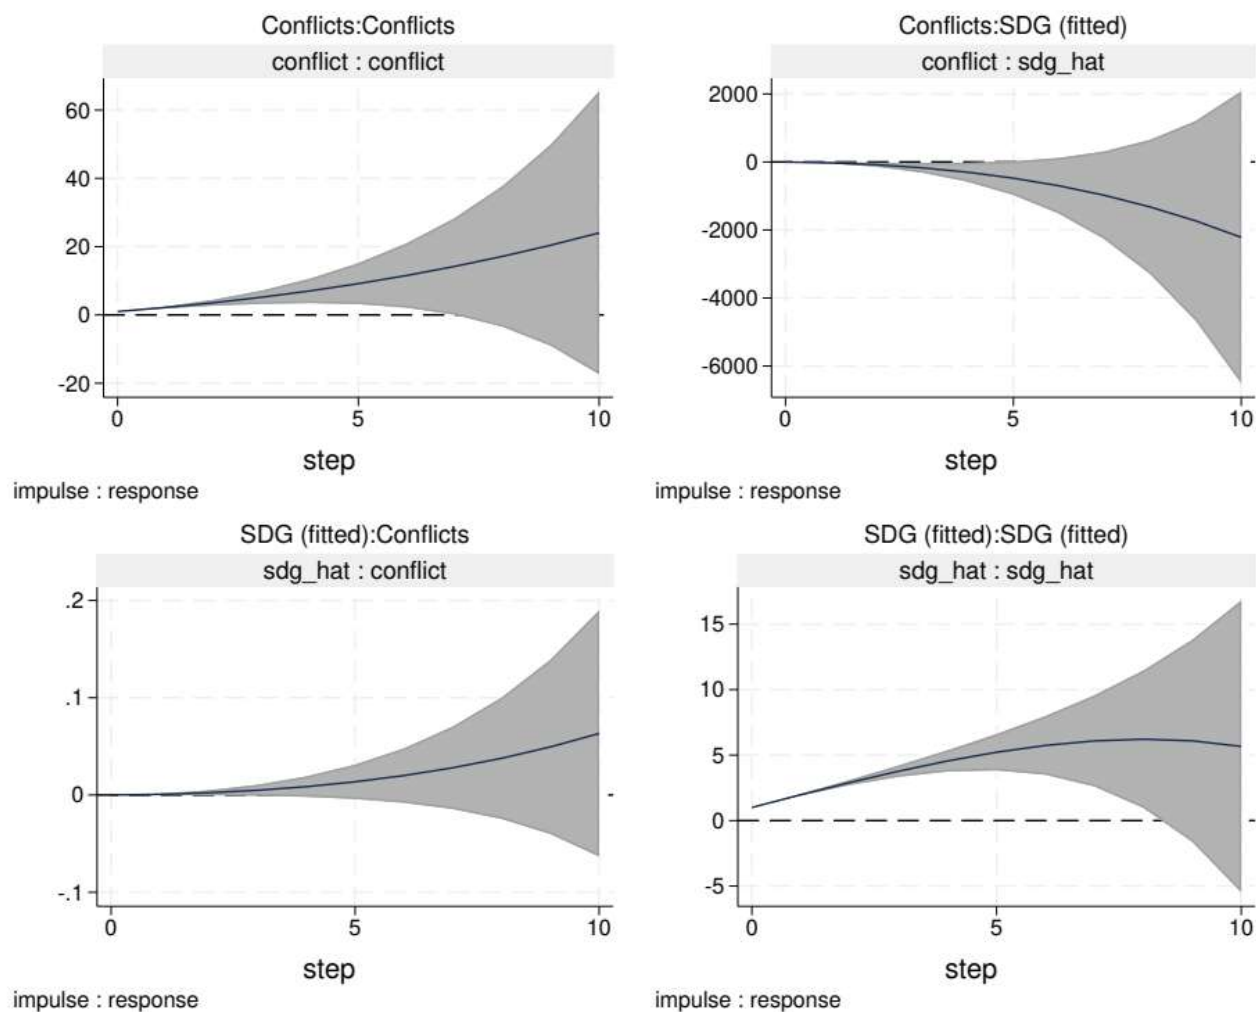 Conflicts:Conflicts
conflict : conflict
60
40
20
0
-20
0 5 10
step
impulse : response
Conflicts:SDG (fitted)
conflict : sdg_hat
2000
0
-2000
-4000
-6000
0 5 10
step
impulse : response
SDG (fitted):Conflicts
sdg_hat : conflict
.2
.1
0
-.1
0 5 10
step
impulse : response
SDG (fitted):SDG (fitted)
sdg_hat : sdg_hat
15
10
5
0
-5
0 5 10
step
impulse : response